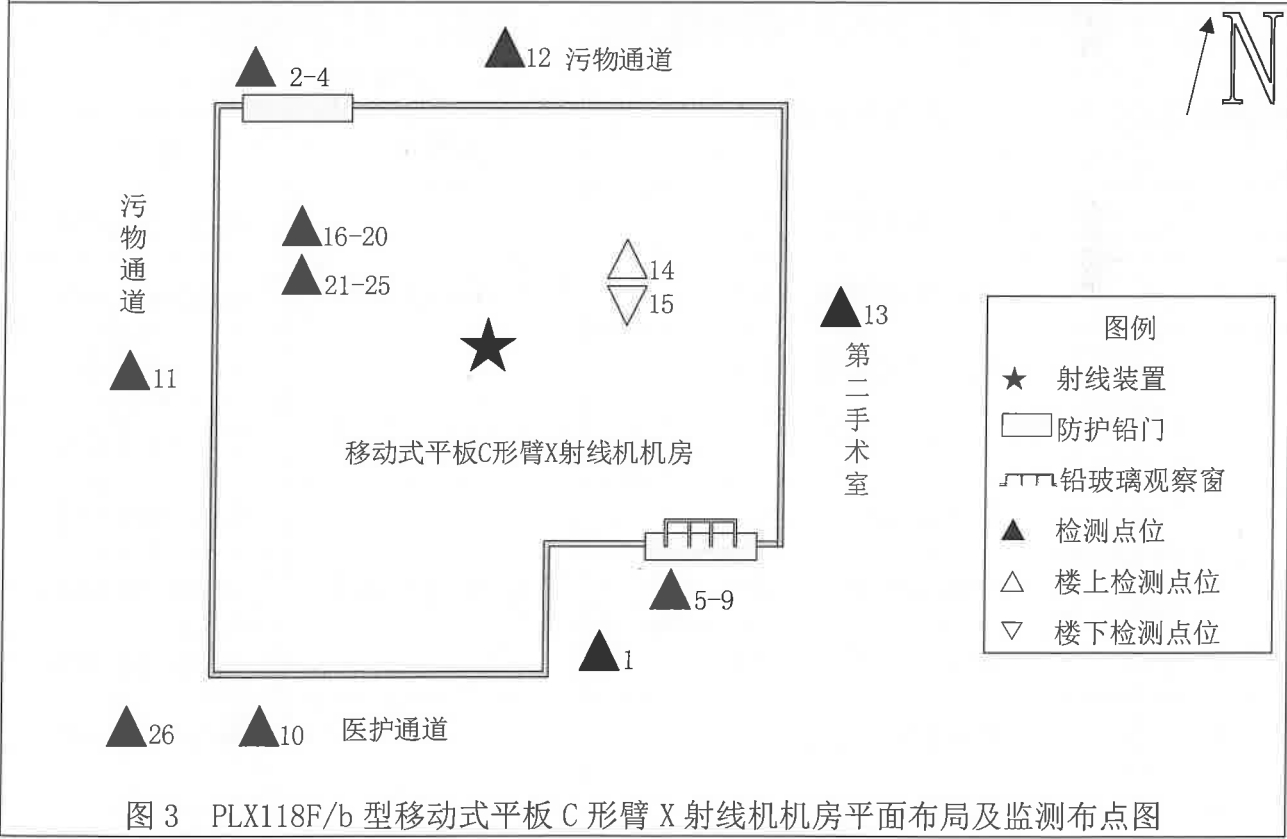 N
12 污物通道
2-4
污物通道
16-20
21-25
14
15
13
第二手术室
11
移动式平板C形臂X射线机机房
5-9
1
26
10
医护通道
图例
射线装置
防护铅门
铅玻璃观察窗
检测点位
楼上检测点位
楼下检测点位
图 3 PLX118F/b 型移动式平板 C 形臂 X 射线机机房平面布局及监测布点图